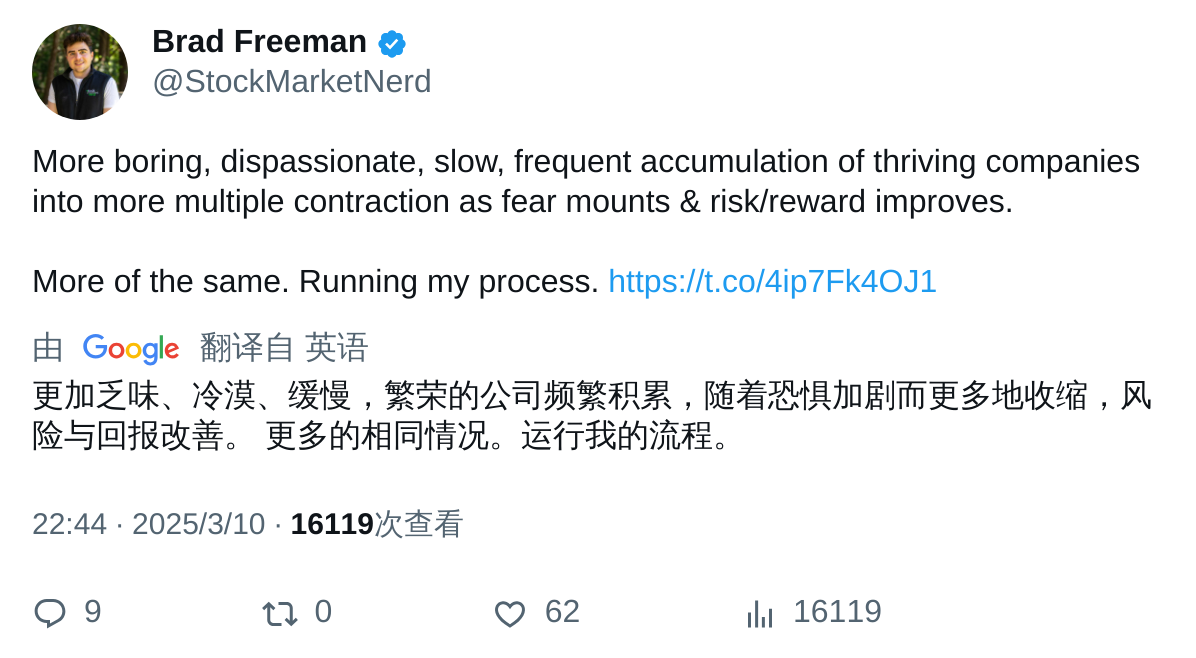 Brad Freeman
@StockMarketNerd
More boring, dispassionate, slow, frequent accumulation of thriving companies
into more multiple contraction as fear mounts & risk/reward improves.
More of the same. Running my process. https://t.co/4ip7Fk4OJ1
由 Google 翻译自 英语
更加乏味、冷漠、缓慢，繁荣的公司频繁积累，随着恐惧加剧而更多地收缩，风
险与回报改善。 更多的相同情况。运行我的流程。
22:44 · 2025/3/10 · 16119次查看
9 0 62 16119